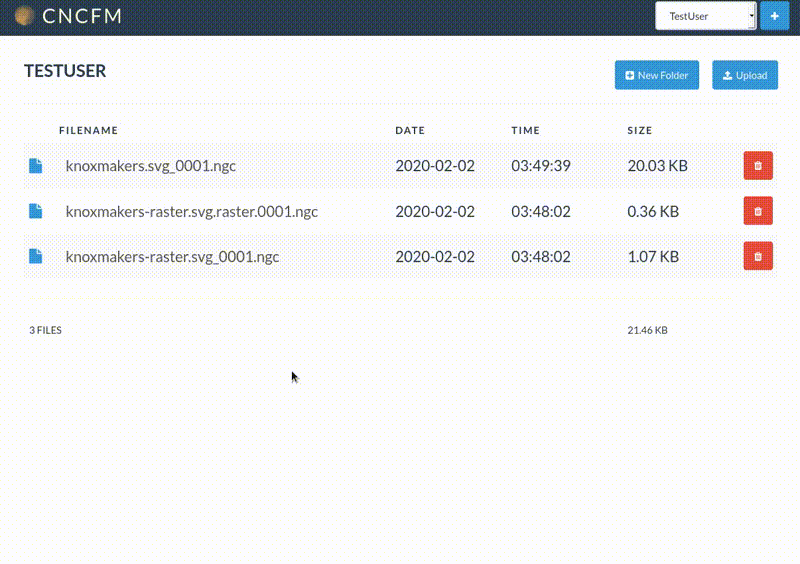 CNCFM
TestUser
TESTUSER
New Folder
Upload
FILENAME DATE TIME SIZE
knoxmakers.svg_0001.ngc 2020-02-02 03:49:39 20.03 KB
knoxmakers-raster.svg.raster.0001.ngc 2020-02-02 03:48:02 0.36 KB
knoxmakers-raster.svg_0001.ngc 2020-02-02 03:48:02 1.07 KB
3 FILES 21.46 KB